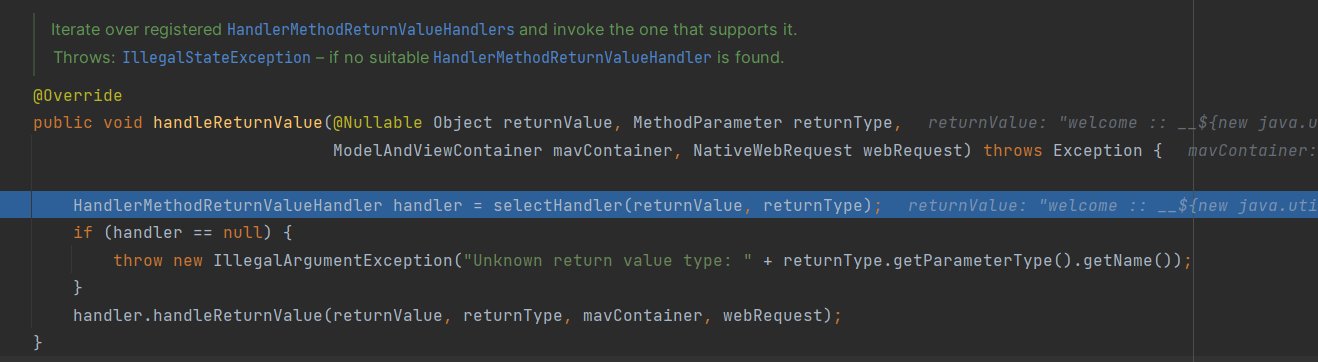 Iterate over registered HandlerMethodReturnValueHandlers and invoke the one that supports it.
Throws: IllegalStateException – if no suitable HandlerMethodReturnValueHandler is found.
@Override
public void handleReturnValue(@Nullable Object returnValue, MethodParameter returnType,   returnValue: "welcome :: __${new java.u
ModelAndViewContainer mavContainer, NativeWebRequest webRequest) throws Exception {   mavContainer:
HandlerMethodReturnValueHandler handler = selectHandler(returnValue, returnType);   returnValue: "welcome :: __${new java.uti
if (handler == null) {
throw new IllegalArgumentException("Unknown return value type: " + returnType.getParameterType().getName());
}
handler.handleReturnValue(returnValue, returnType, mavContainer, webRequest);
}